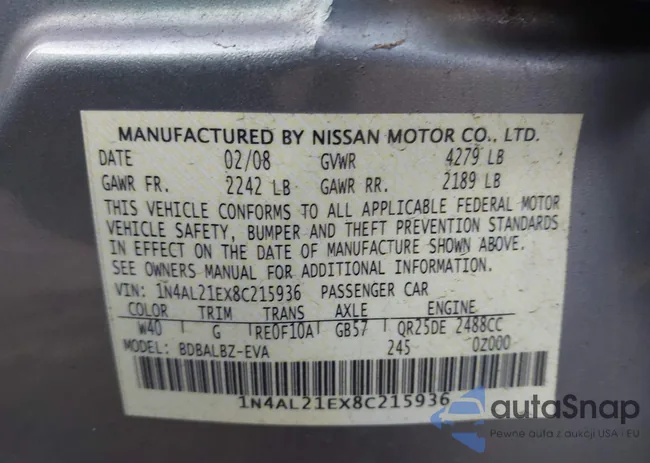 MANUFACTURED BY NISSAN MOTOR CO., LTD.
DATE 02/08 GVWR 4279 LB
GAWR FR. 2242 LB GAWR RR. 2189 LB
THIS VEHICLE CONFORMS TO ALL APPLICABLE FEDERAL MOTOR
VEHICLE SAFETY, BUMPER AND THEFT PREVENTION STANDARDS
IN EFFECT ON THE DATE OF MANUFACTURE SHOWN ABOVE.
SEE OWNERS MANUAL FOR ADDITIONAL INFORMATION.
VIN: 1N4AL21EX8C215936 PASSENGER CAR
COLOR TRIM TRANS AXLE ENGINE
W40 G RE0F10A GB57 QR25DE 2488CC
MODEL: BDBALBZ-EVA 245 0Z000
1N4AL21EX8C215936
autoSnap
Pewne auta z aukcji USA - EU